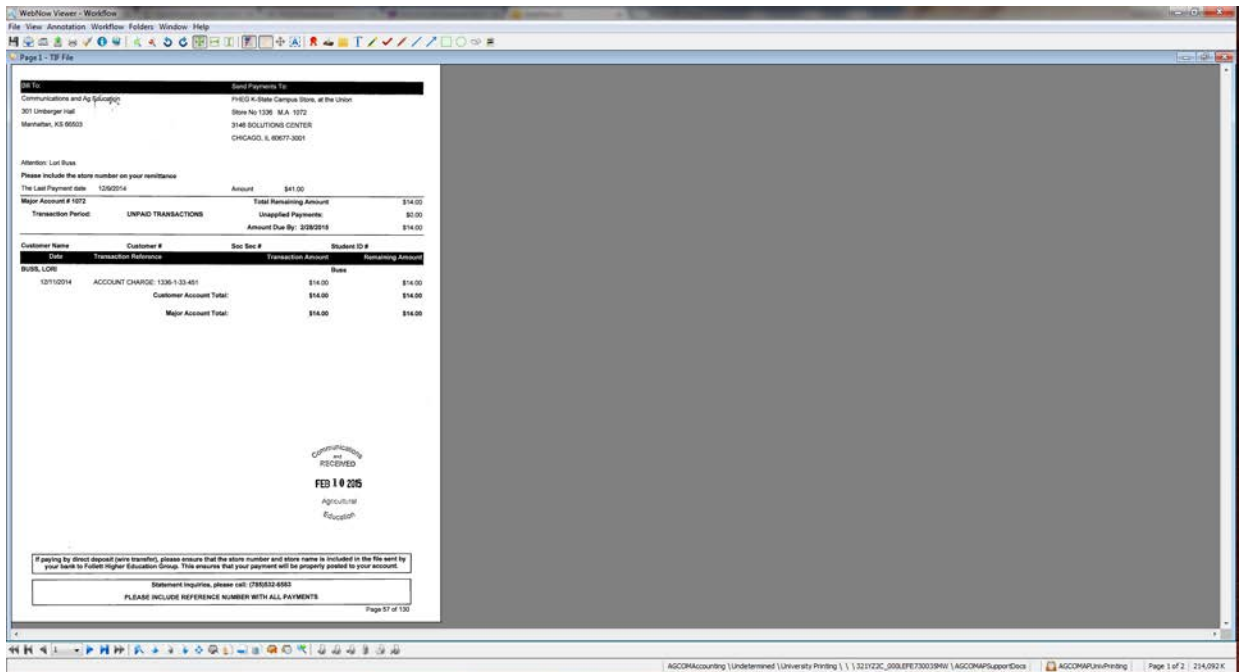 WebNow Viewer - Workflow
File View Annotation Workflow Folders Window Help
Page 1 - TIF File
Bill To: Send Payments To:
Communications and Ag Education FHEG K-State Campus Store, at the Union
301 Umberger Hall Store No 1336 M.A 1072
Manhattan, KS 66503 3146 SOLUTIONS CENTER
CHICAGO, IL 60677-3001
Attention: Lori Buss
Please include the store number on your remittance
The Last Payment date 12/9/2014 Amount $41.00
Major Account # 1072 Total Remaining Amount $14.00
Transaction Period: UNPAID TRANSACTIONS Unapplied Payments: $0.00
Amount Due By: 2/28/2015 $14.00
Customer Name Customer # Soc Sec # Student ID #
Date Transaction Reference Transaction Amount Remaining Amount
BUSS, LORI Buss
12/11/2014 ACCOUNT CHARGE: 1336-1-33-451 $14.00 $14.00
Customer Account Total: $14.00 $14.00
Major Account Total: $14.00 $14.00
Communications
and
RECEIVED
FEB 10 2015
Agricultural
Education
If paying by direct deposit (wire transfer), please ensure that the store number and store name is included in the file sent by
your bank to Follett Higher Education Group. This ensures that your payment will be properly posted to your account.
Statement Inquiries, please call: (785)532-6583
PLEASE INCLUDE REFERENCE NUMBER WITH ALL PAYMENTS
Page 57 of 130
1
AGCOMAccounting \ Undetermined \ University Printing \ \ \ AGCOMAPSupportDocs AGCOMAPUnivPrinting Page 1 of 2 214,092 K